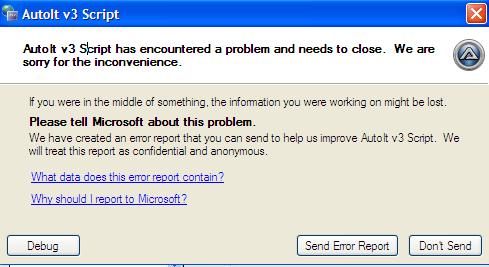 AutoIt v3 Script
AutoIt v3 Script has encountered a problem and needs to close.  We are
sorry for the inconvenience.
If you were in the middle of something, the information you were working on might be lost.
Please tell Microsoft about this problem.
We have created an error report that you can send to help us improve AutoIt v3 Script.  We
will treat this report as confidential and anonymous.
What data does this error report contain?
Why should I report to Microsoft?
Debug
Send Error Report
Don't Send